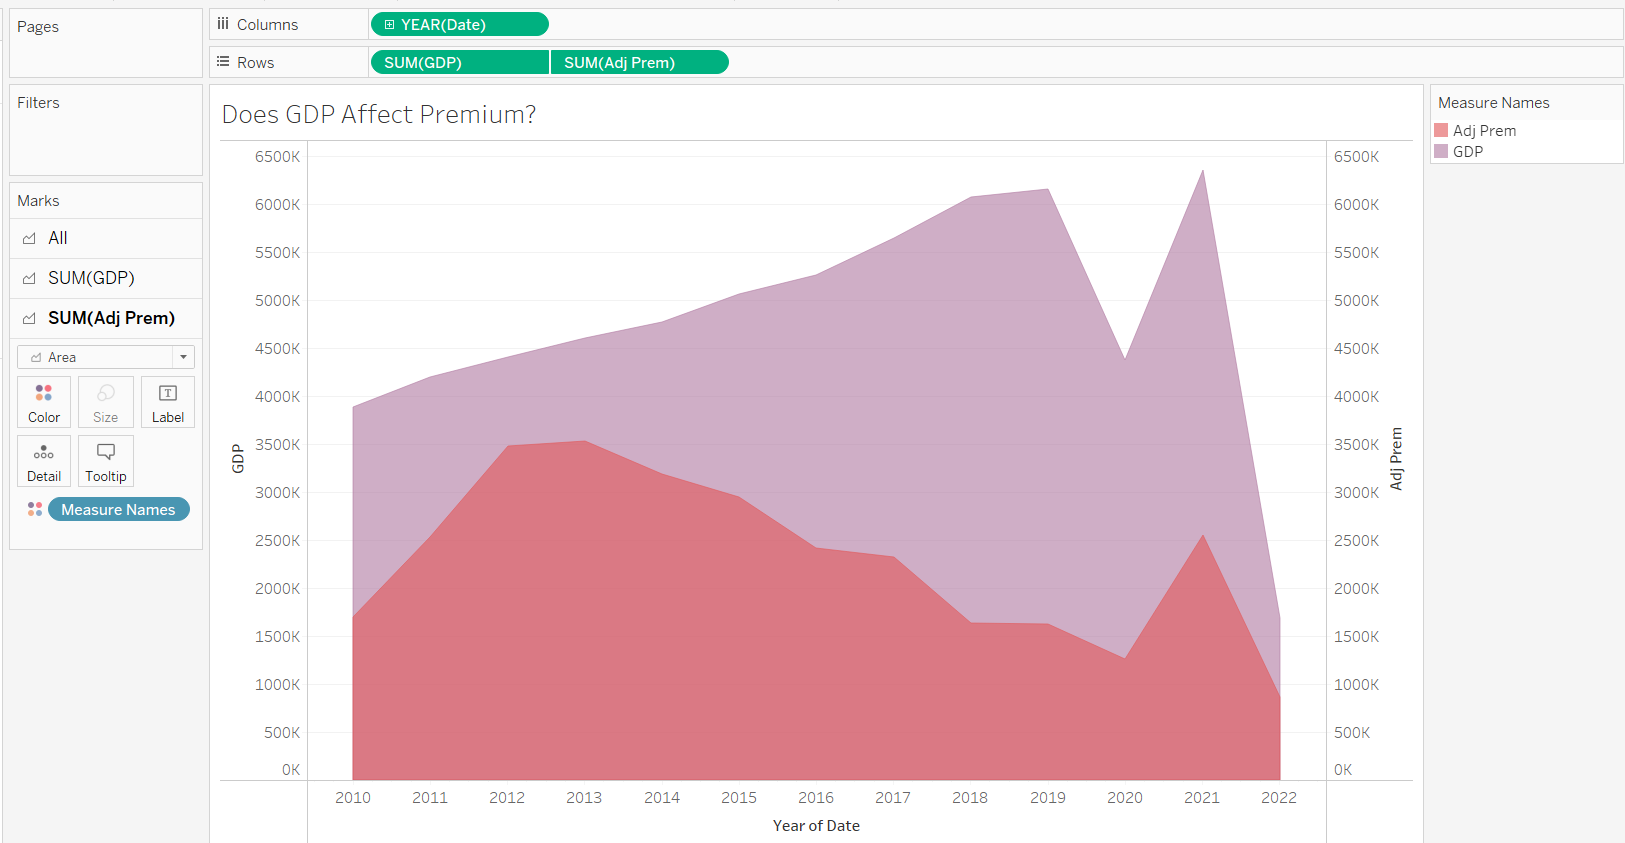 Pages
Columns
YEAR(Date)
Rows
SUM(GDP)
SUM(Adj Prem)
Filters
Marks
All
SUM(GDP)
SUM(Adj Prem)
Area
Color
Size
Label
Detail
Tooltip
Measure Names
Does GDP Affect Premium?
GDP
6500K
6000K
5500K
5000K
4500K
4000K
3500K
3000K
2500K
2000K
1500K
1000K
500K
0K
6500K
6000K
5500K
5000K
4500K
4000K
3500K
3000K
2500K
2000K
1500K
1000K
500K
0K
Adj Prem
2010 2011 2012 2013 2014 2015 2016 2017 2018 2019 2020 2021 2022
Year of Date
Measure Names
Adj Prem
GDP